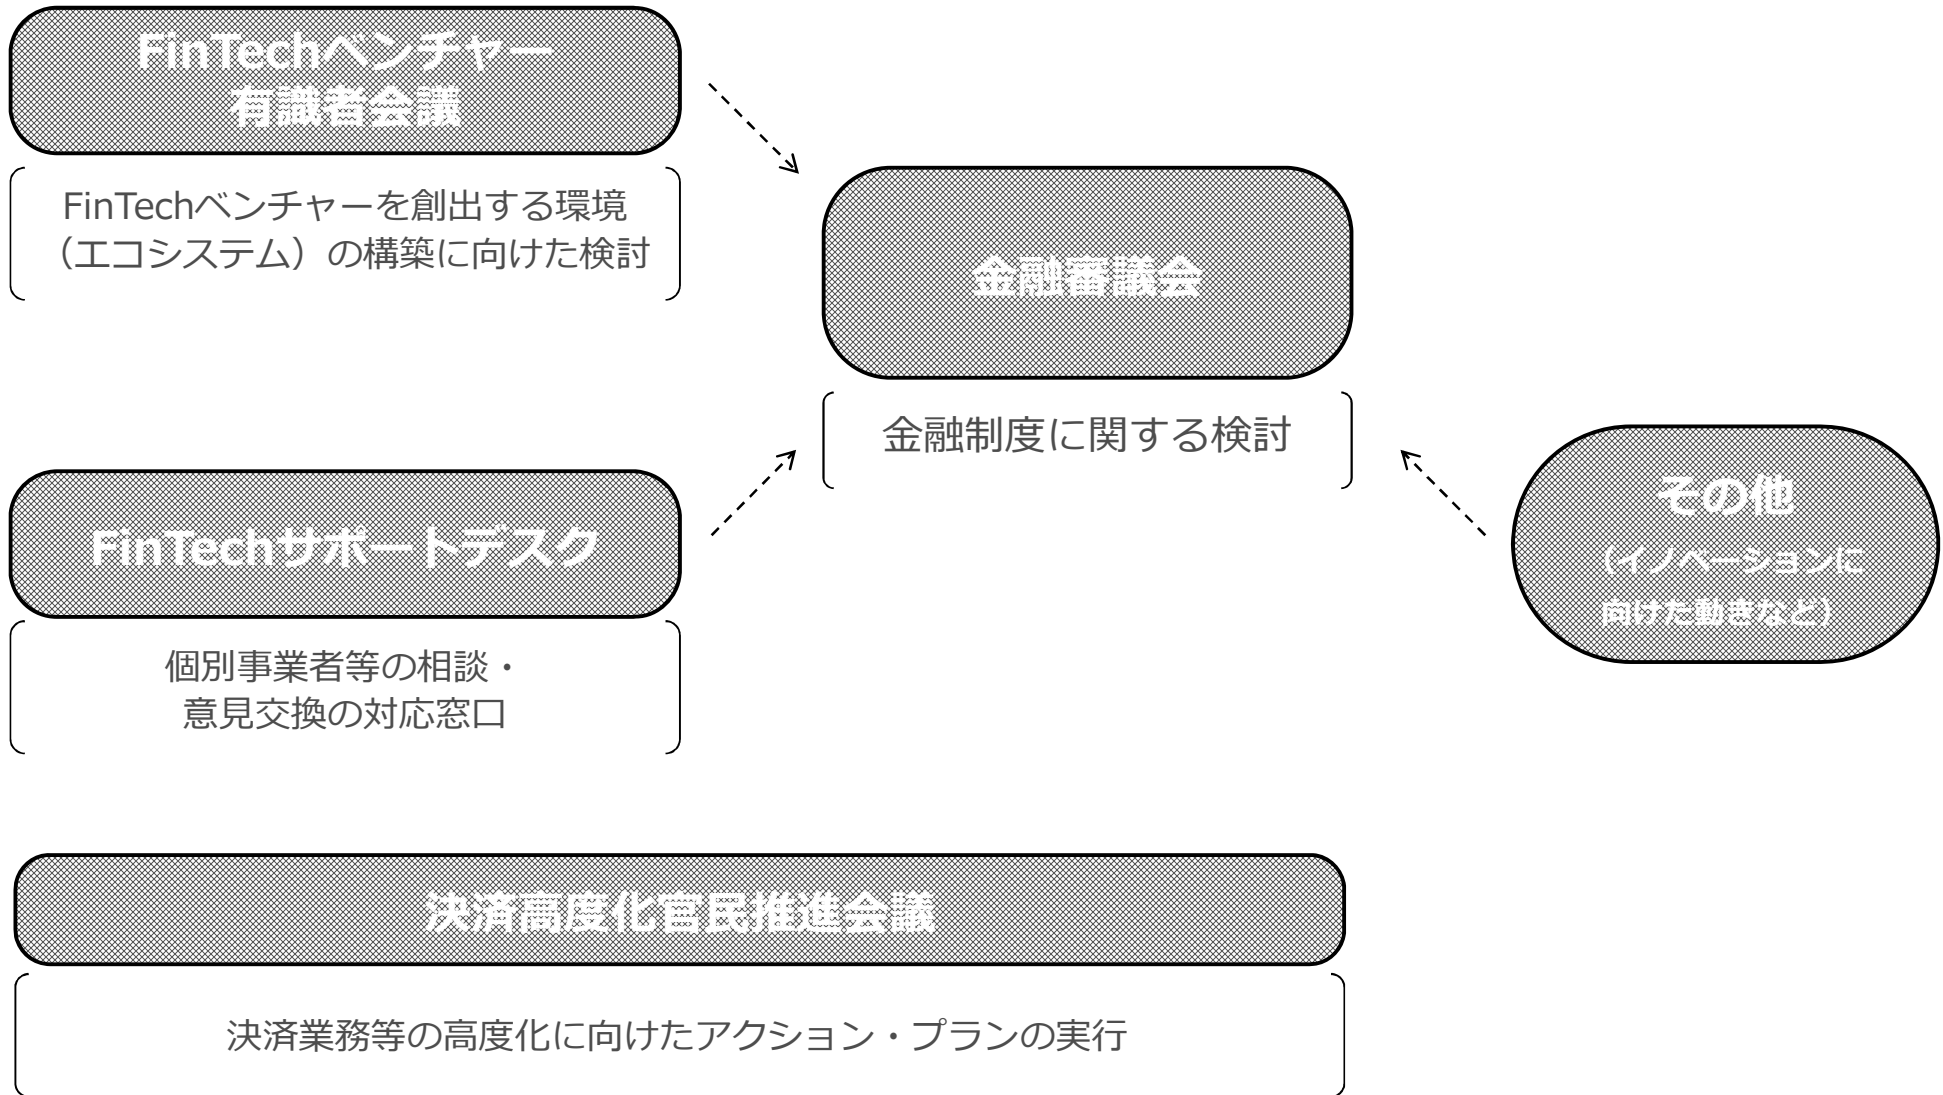 FinTechベンチャー
有識者会議
FinTechベンチャーを創出する環境
（エコシステム）の構築に向けた検討
金融審議会
金融制度に関する検討
FinTechサポートデスク
個別事業者等の相談・
意見交換の対応窓口
その他
（イノベーションに
向けた動きなど）
決済高度化官民推進会議
決済業務等の高度化に向けたアクション・プランの実行